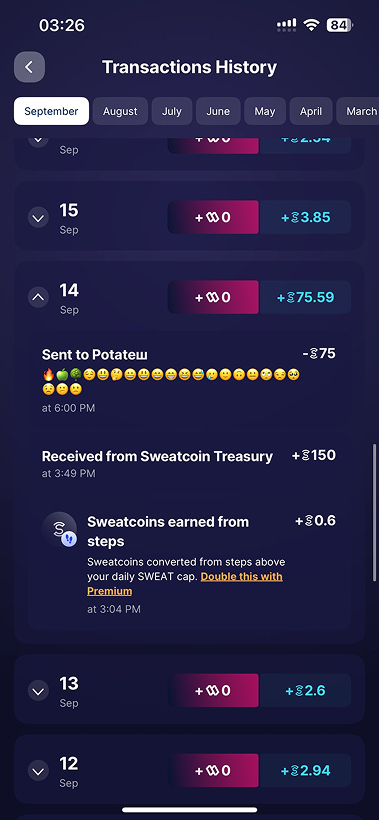 03:26
84
Transactions History
September August July June May April March
Sep
15 +0 +3.85
Sep
14 +0 +75.59
Sep
Sent to Potateш -75
🔥🍏🌳
at 6:00 PM
Received from Sweatcoin Treasury +150
at 3:49 PM
Sweatcoins earned from +0.6
steps
Sweatcoins converted from steps above
your daily SWEAT cap. Double this with
Premium
at 3:04 PM
13 +0 +2.6
Sep
12 +0 +2.94
Sep